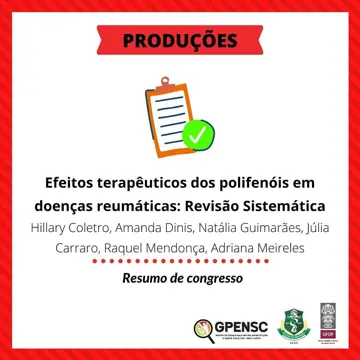 PRODUÇÕES
Efeitos terapêuticos dos polifenóis em
doenças reumáticas: Revisão Sistemática
Hillary Coletro, Amanda Dinis, Natália Guimarães, Júlia
Carraro, Raquel Mendonça, Adriana Meireles
Resumo de congresso
GPENSC
UFOP